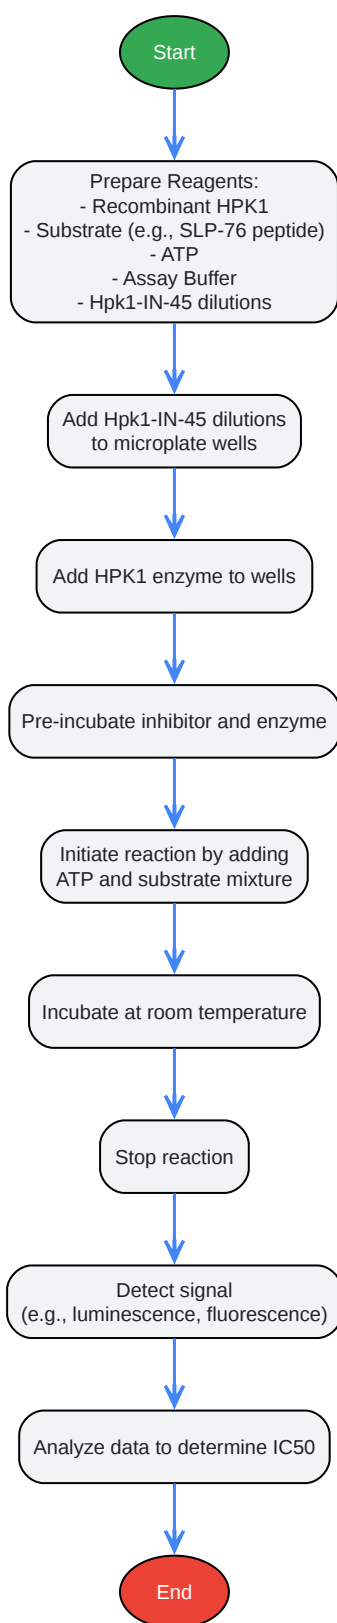 Start
Prepare Reagents:
- Recombinant HPK1
- Substrate (e.g., SLP-76 peptide)
- ATP
- Assay Buffer
- Hpk1-IN-45 dilutions
Add Hpk1-IN-45 dilutions
to microplate wells
Add HPK1 enzyme to wells
Pre-incubate inhibitor and enzyme
Initiate reaction by adding
ATP and substrate mixture
Incubate at room temperature
Stop reaction
Detect signal
(e.g., luminescence, fluorescence)
Analyze data to determine IC50
End